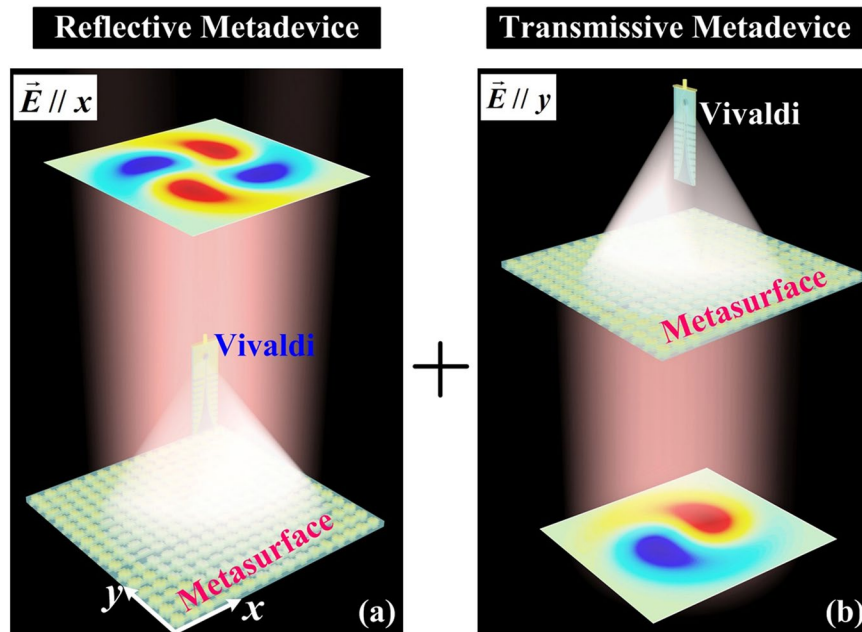 Reflective Metadevice
Transmissive Metadevice
E⃗ // x
Vivaldi
Metasurface
y
x
(a)
+
E⃗ // y
Vivaldi
Metasurface
(b)